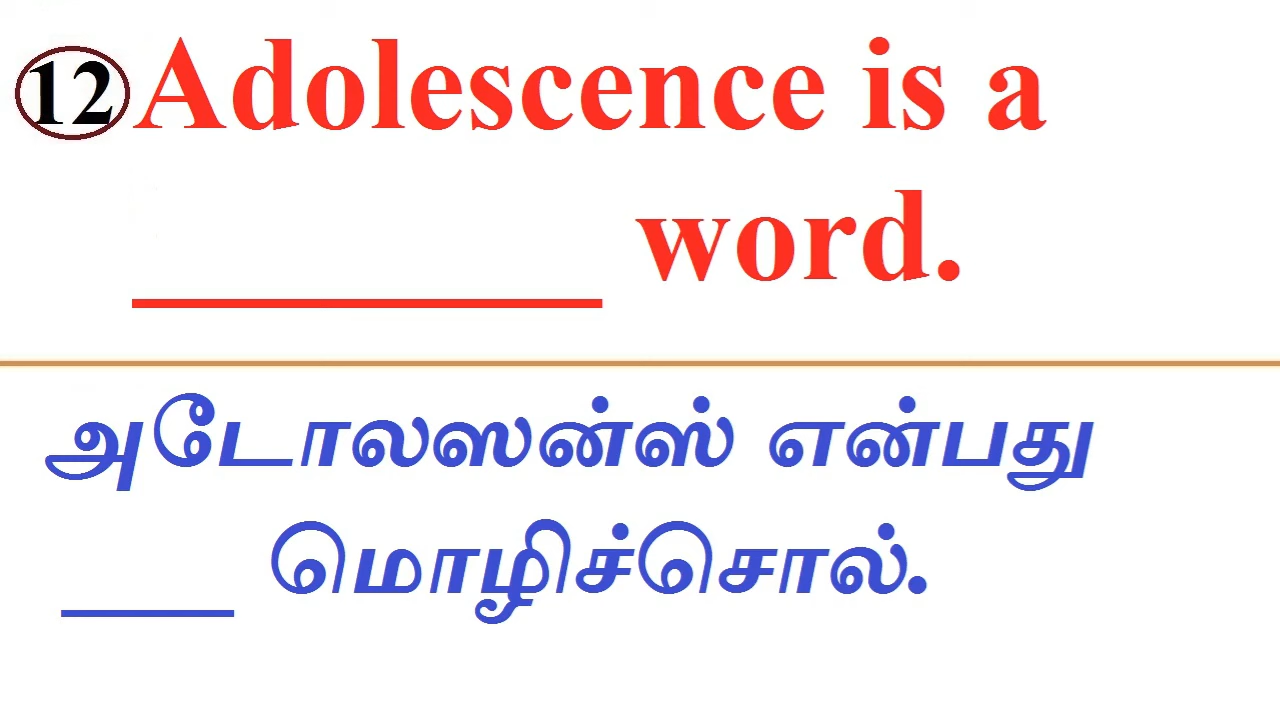 12 Adolescence is a
________ word.
அடோலஸன்ஸ் என்பது
___ மொழிச்சொல்.